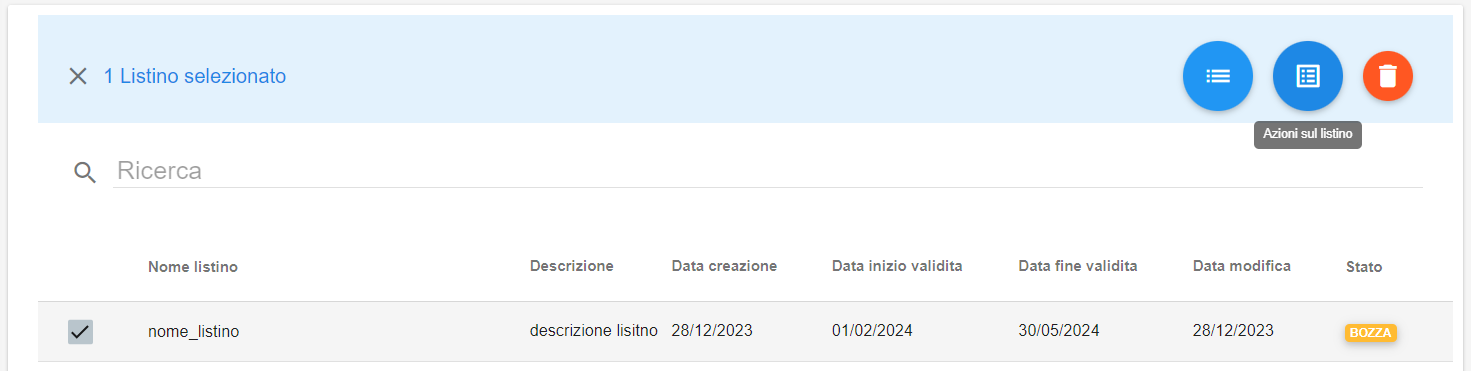 1 Listino selezionato
Azioni sul listino
Ricerca
Nome listino Descrizione Data creazione Data inizio validita Data fine validita Data modifica Stato
nome_listino descrizione lisitno 28/12/2023 01/02/2024 30/05/2024 28/12/2023 BOZZA